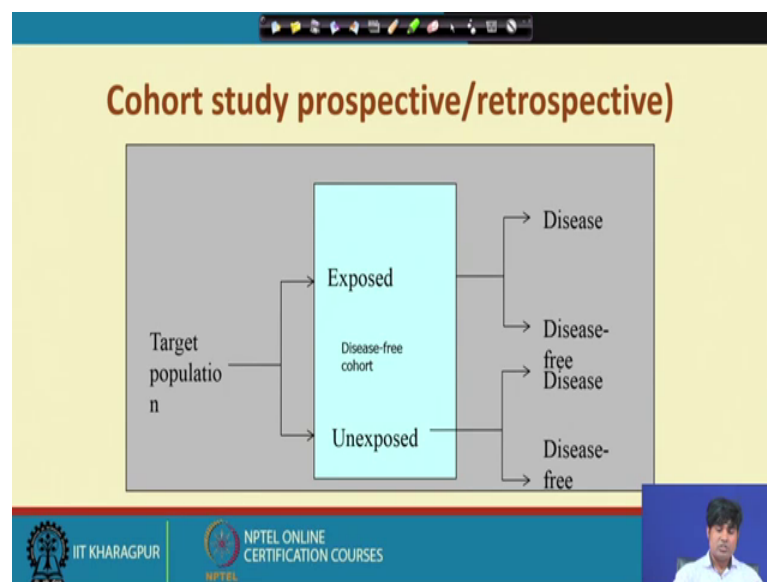 Cohort study prospective/retrospective)
Target
populatio
n
Exposed
Disease-free
cohort
Unexposed
Disease
Disease-
free
Disease
Disease-
free
IIT KHARAGPUR
NPTEL
NPTEL ONLINE
CERTIFICATION COURSES